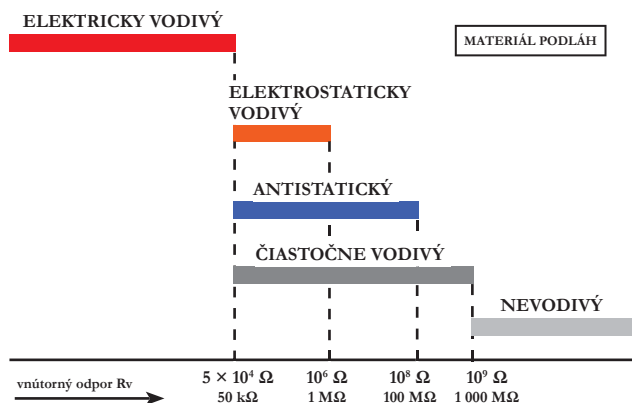 ELEKTRICKY VODIVÝ
MATERIÁL PODLÁH
ELEKTROSTATICKY
VODIVÝ
ANTISTATICKÝ
ČIASTOČNE VODIVÝ
NEVODIVÝ
vnútorný odpor Rv
5 × 10⁴ Ω 10⁶ Ω 10⁸ Ω 10⁹ Ω
50 kΩ 1 MΩ 100 MΩ 1 000 MΩ